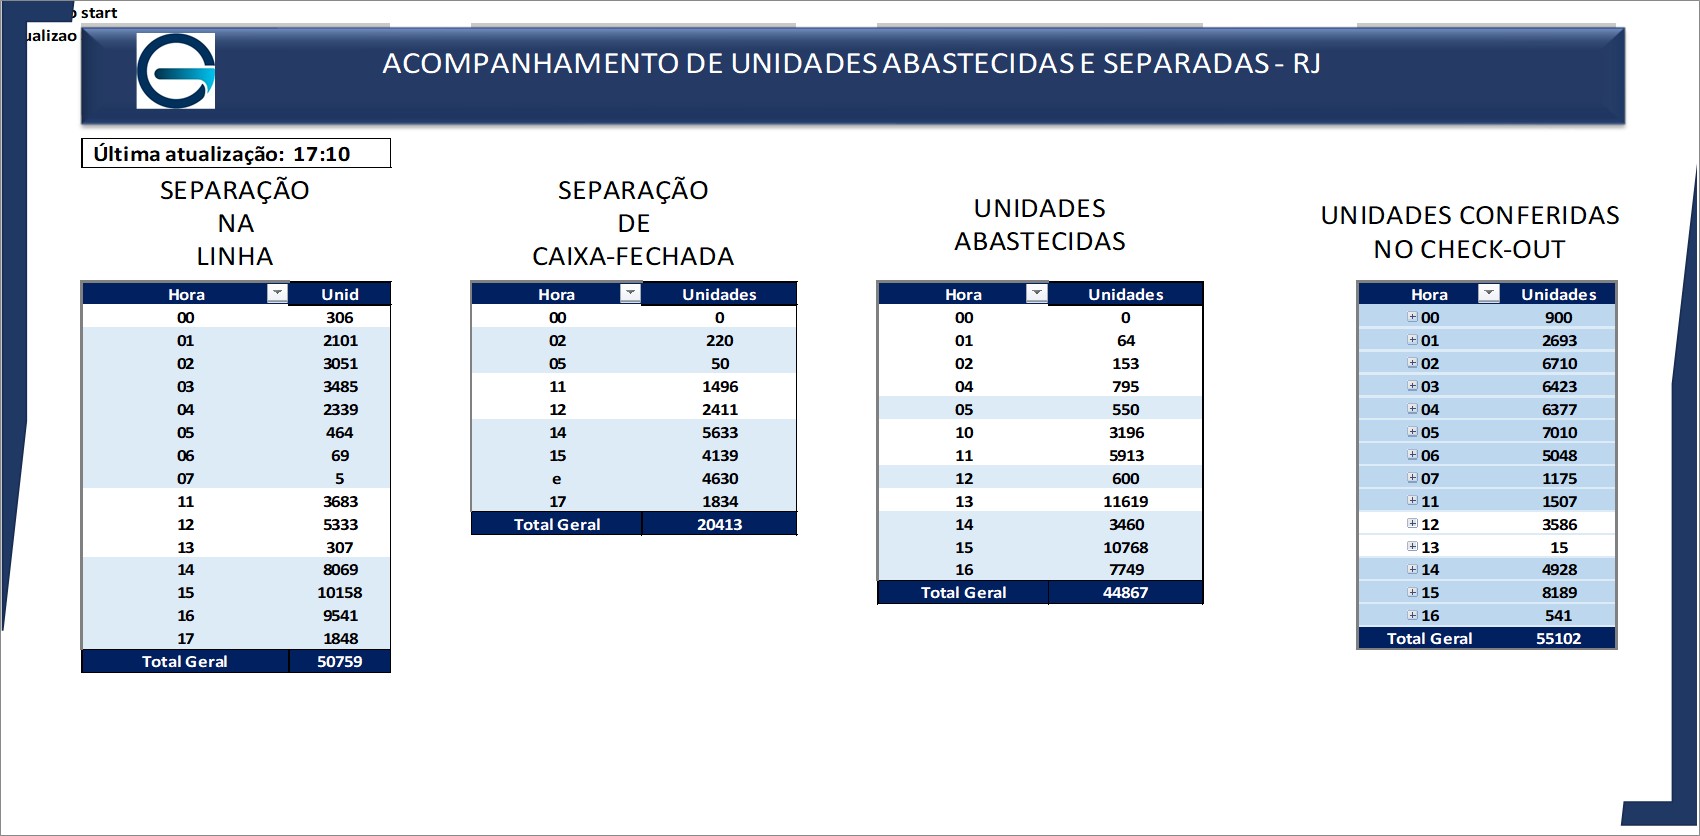 start
ualizao
ACOMPANHAMENTO DE UNIDADES ABASTECIDAS E SEPARADAS - RJ
Última atualização: 17:10
SEPARAÇÃO
NA
LINHA
Hora Unid
00 306
01 2101
02 3051
03 3485
04 2339
05 464
06 69
07 5
11 3683
12 5333
13 307
14 8069
15 10158
16 9541
17 1848
Total Geral 50759
SEPARAÇÃO
DE
CAIXA-FECHADA
Hora Unidades
00 0
02 220
05 50
11 1496
12 2411
14 5633
15 4139
e 4630
17 1834
Total Geral 20413
UNIDADES
ABASTECIDAS
Hora Unidades
00 0
01 64
02 153
04 795
05 550
10 3196
11 5913
12 600
13 11619
14 3460
15 10768
16 7749
Total Geral 44867
UNIDADES CONFERIDAS
NO CHECK-OUT
Hora Unidades
00 900
01 2693
02 6710
03 6423
04 6377
05 7010
06 5048
07 1175
11 1507
12 3586
13 15
14 4928
15 8189
16 541
Total Geral 55102